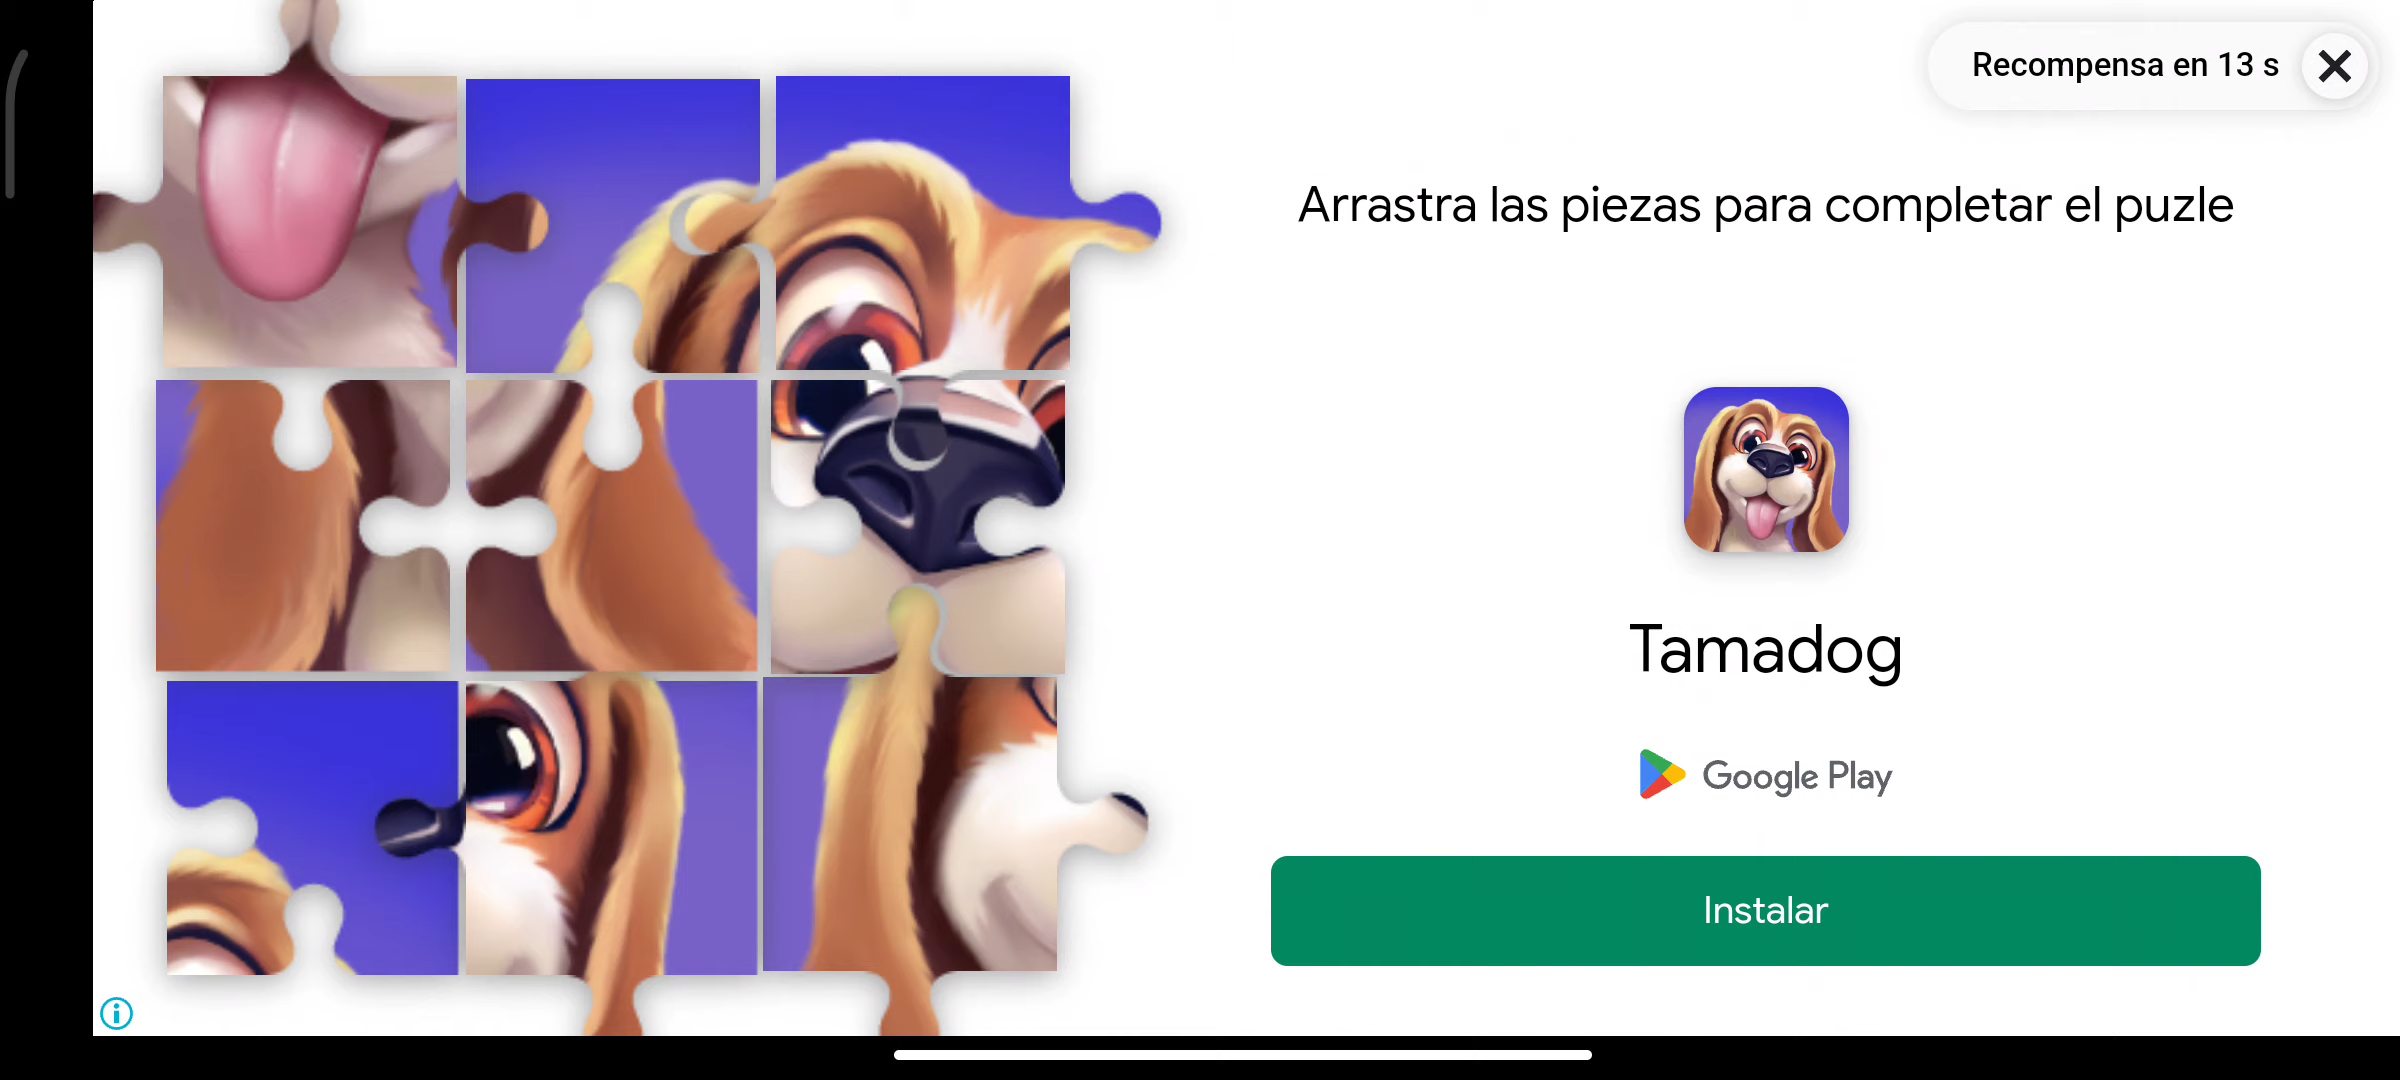 Recompensa en 13 s
Arrastra las piezas para completar el puzle
Tamadog
Google Play
Instalar